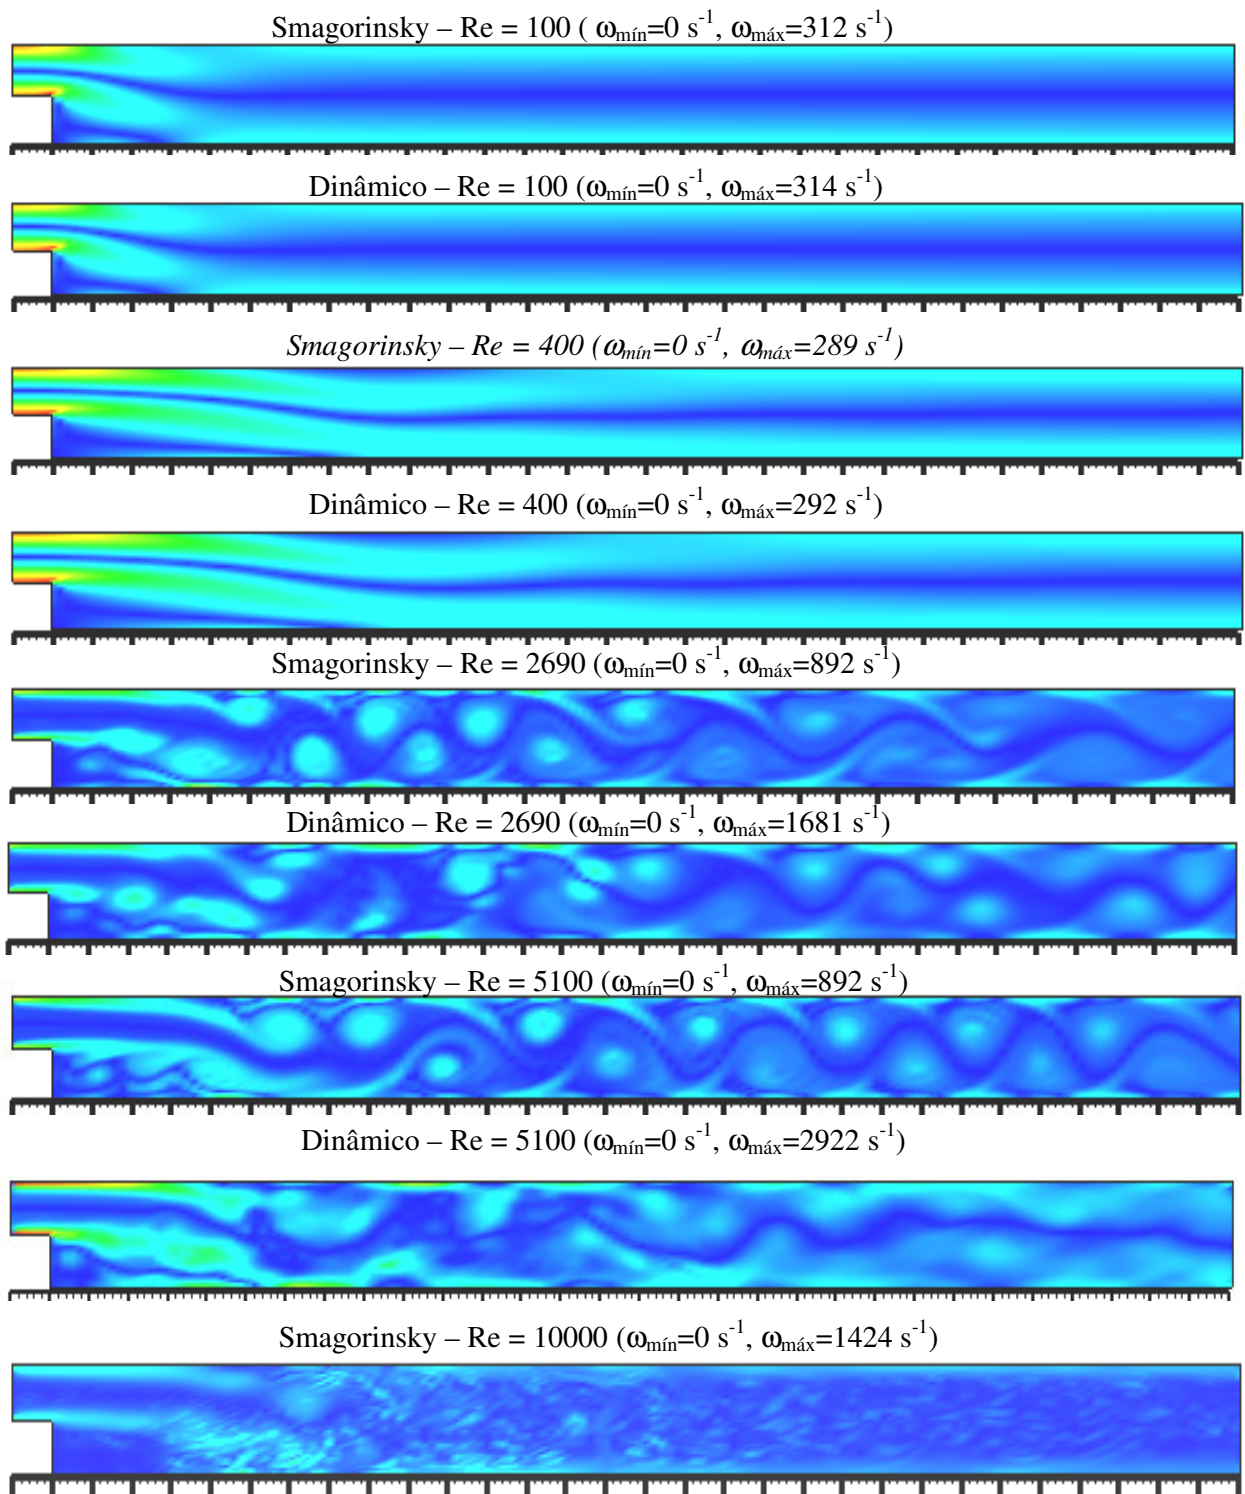 Smagorinsky – Re = 100 ( ωmín=0 s-1, ωmáx=312 s-1)
Dinâmico – Re = 100 (ωmín=0 s-1, ωmáx=314 s-1)
Smagorinsky – Re = 400 (ωmín=0 s-1, ωmáx=289 s-1)
Dinâmico – Re = 400 (ωmín=0 s-1, ωmáx=292 s-1)
Smagorinsky – Re = 2690 (ωmín=0 s-1, ωmáx=892 s-1)
Dinâmico – Re = 2690 (ωmín=0 s-1, ωmáx=1681 s-1)
Smagorinsky – Re = 5100 (ωmín=0 s-1, ωmáx=892 s-1)
Dinâmico – Re = 5100 (ωmín=0 s-1, ωmáx=2922 s-1)
Smagorinsky – Re = 10000 (ωmín=0 s-1, ωmáx=1424 s-1)